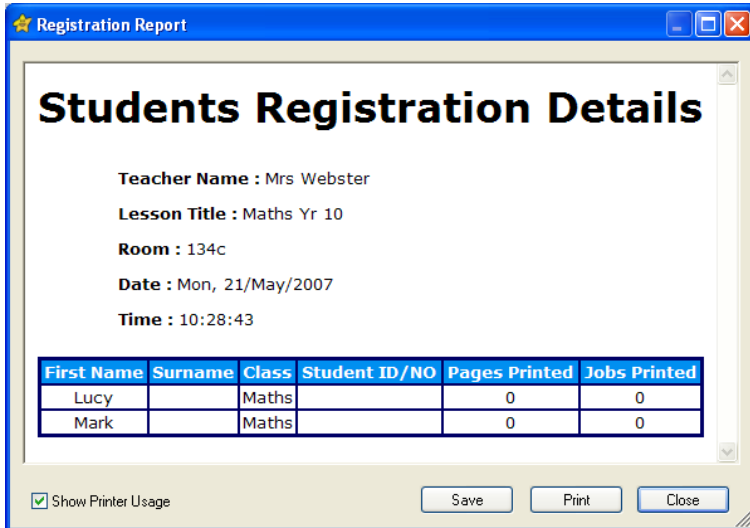 Registration Report
Students Registration Details
Teacher Name : Mrs Webster
Lesson Title : Maths Yr 10
Room : 134c
Date : Mon, 21/May/2007
Time : 10:28:43
First Name Surname Class Student ID/NO Pages Printed Jobs Printed
Lucy Maths 0 0
Mark Maths 0 0
Show Printer Usage Save Print Close